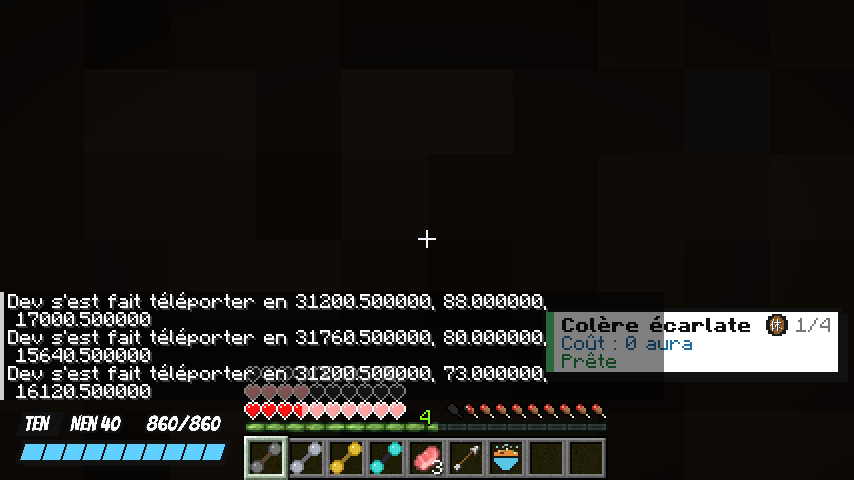 Dev s'est fait téléporter en 31200.500000, 88.000000,
17000.500000
Dev s'est fait téléporter en 31760.500000, 80.000000,
15640.500000
Dev s'est fait téléporter en 31200.500000, 73.000000,
16120.500000
Colère écarlate 1/4
Coût : 0 aura
Prête
4
TEN NEN 40 860/860
3